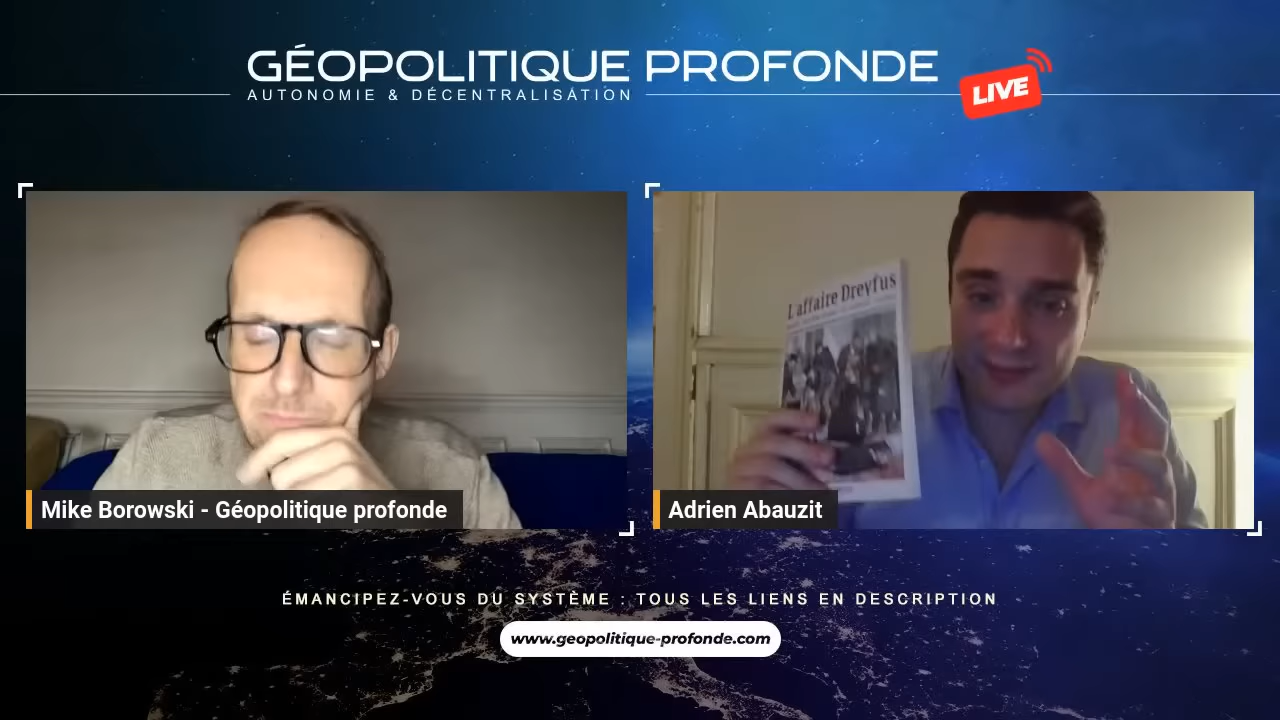 GÉOPOLITIQUE PROFONDE
AUTONOMIE & DÉCENTRALISATION
LIVE
L'affaire Dreyfus
Mike Borowski - Géopolitique profonde
Adrien Abauzit
ÉMANCIPEZ-VOUS DU SYSTÈME : TOUS LES LIENS EN DESCRIPTION
www.geopolitique-profonde.com